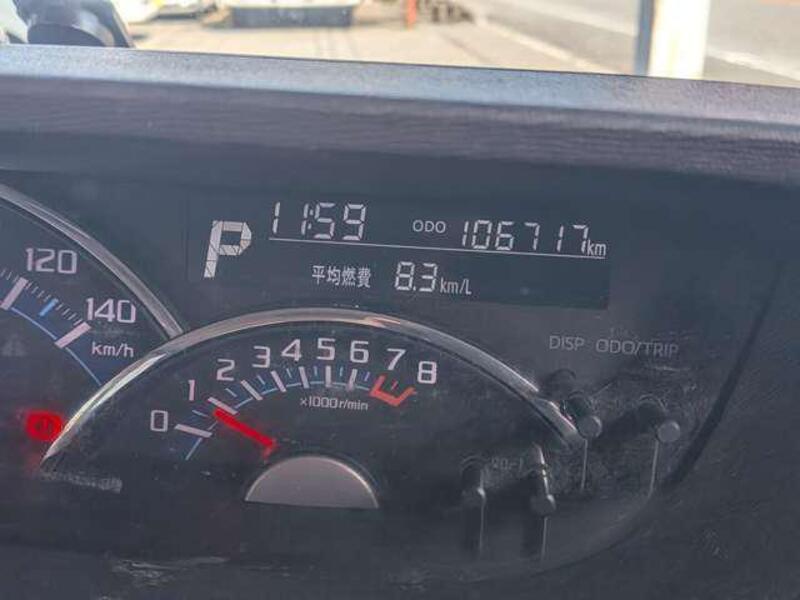 P 11:59 ODO 106717km
平均燃費 8.3km/L
120
140
km/h
DISP ODO/TRIP
0 1 2 3 4 5 6 7 8
×1000r/min